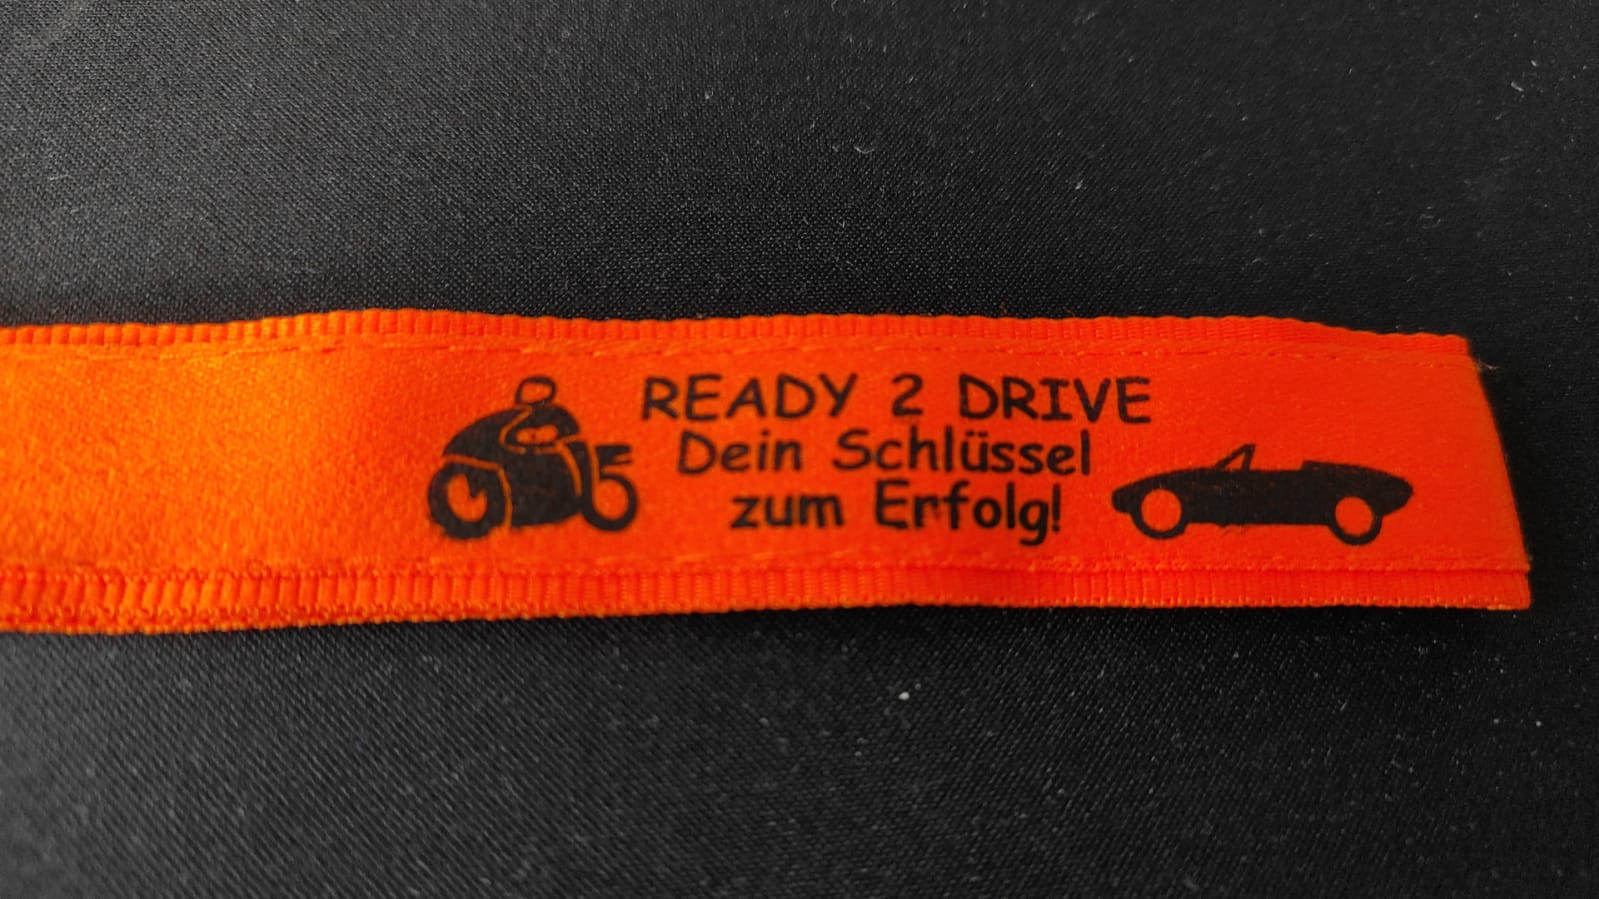 READY 2 DRIVE
Dein Schlüssel
zum Erfolg!